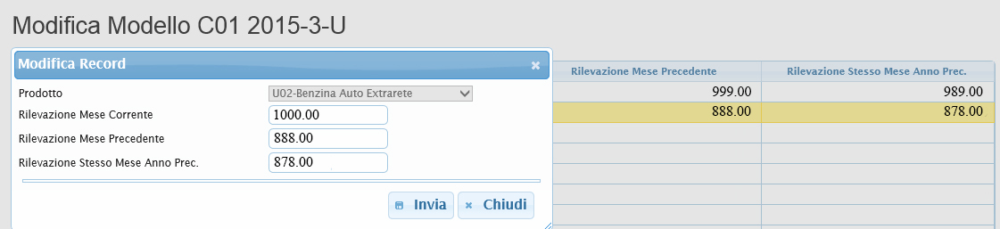 Modifica Modello C01 2015-3-U
Modifica Record
Prodotto U02-Benzina Auto Extrarete
Rilevazione Mese Corrente 1000.00
Rilevazione Mese Precedente 888.00
Rilevazione Stesso Mese Anno Prec. 878.00
Invia Chiudi
Rilevazione Mese Precedente Rilevazione Stesso Mese Anno Prec.
999.00 989.00
888.00 878.00